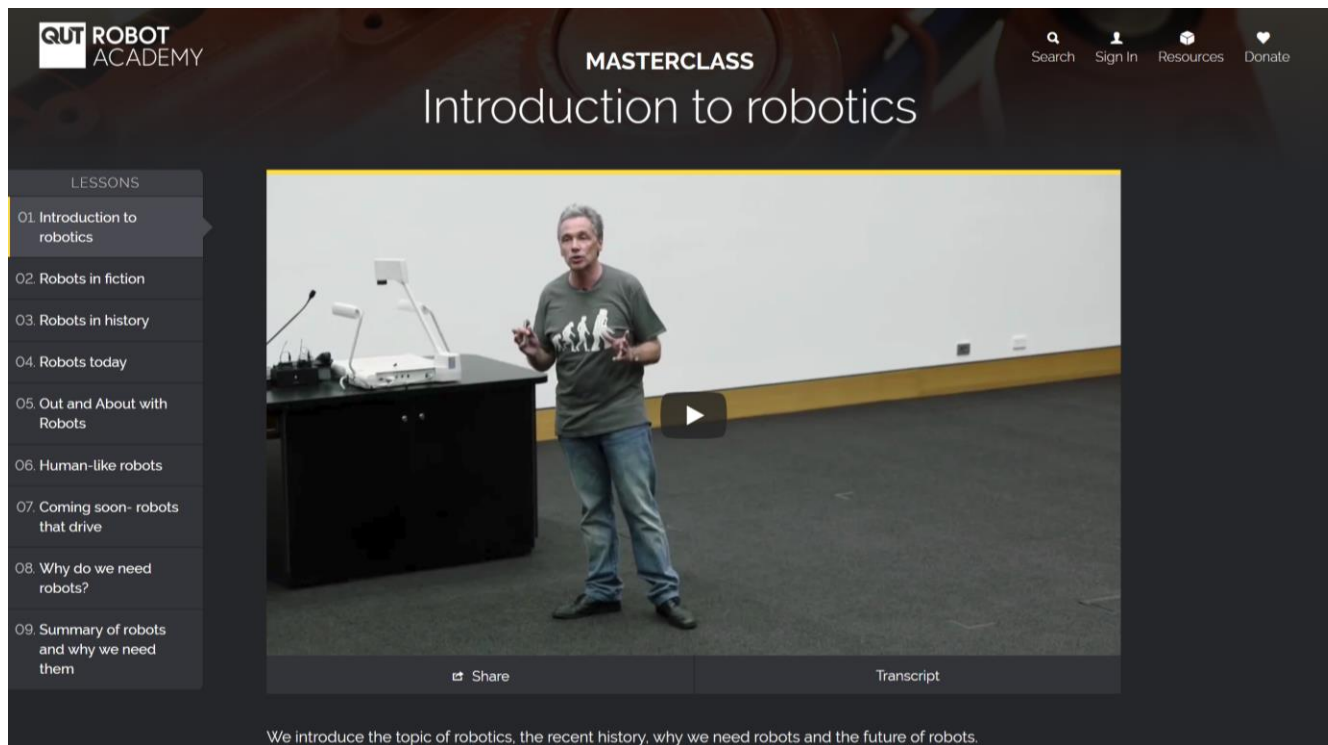 QUT ROBOT
ACADEMY
Search
Sign In
Resources
Donate
MASTERCLASS
Introduction to robotics
LESSONS
01. Introduction to
robotics
02. Robots in fiction
03. Robots in history
04. Robots today
05. Out and About with
Robots
06. Human-like robots
07. Coming soon- robots
that drive
08. Why do we need
robots?
09. Summary of robots
and why we need
them
Share
Transcript
We introduce the topic of robotics, the recent history, why we need robots and the future of robots.